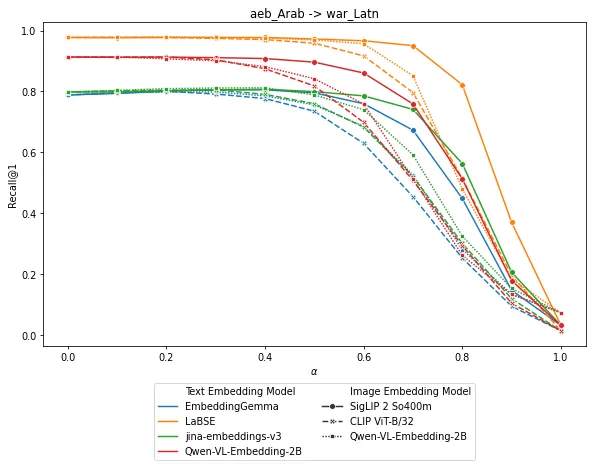 aeb_Arab -> war_Latn
Recall@1
1.0
0.8
0.6
0.4
0.2
0.0
0.0 0.2 0.4 0.6 0.8 1.0
α
Text Embedding Model
EmbeddingGemma
LaBSE
jina-embeddings-v3
Qwen-VL-Embedding-2B
Image Embedding Model
SigLIP 2 So400m
CLIP ViT-B/32
Qwen-VL-Embedding-2B